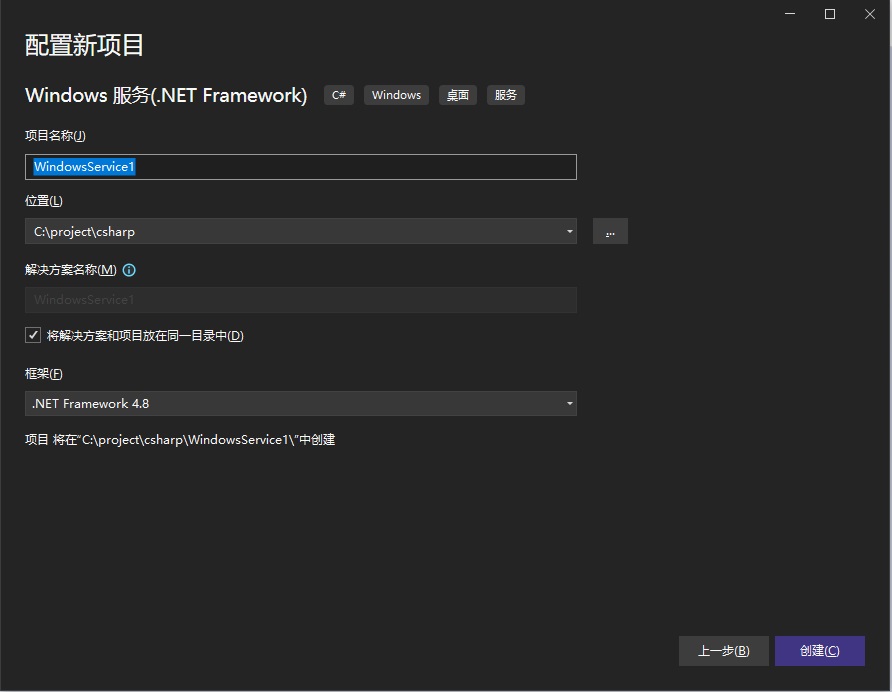 配置新项目
Windows 服务(.NET Framework) C# Windows 桌面 服务
项目名称(J)
WindowsService1
位置(L)
C:\project\csharp ...
解决方案名称(M)
WindowsService1
将解决方案和项目放在同一目录中(D)
框架(F)
.NET Framework 4.8
项目 将在“C:\project\csharp\WindowsService1\”中创建
上一步(B) 创建(C)